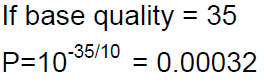 If base quality = 35
P=10^-35/10 = 0.00032